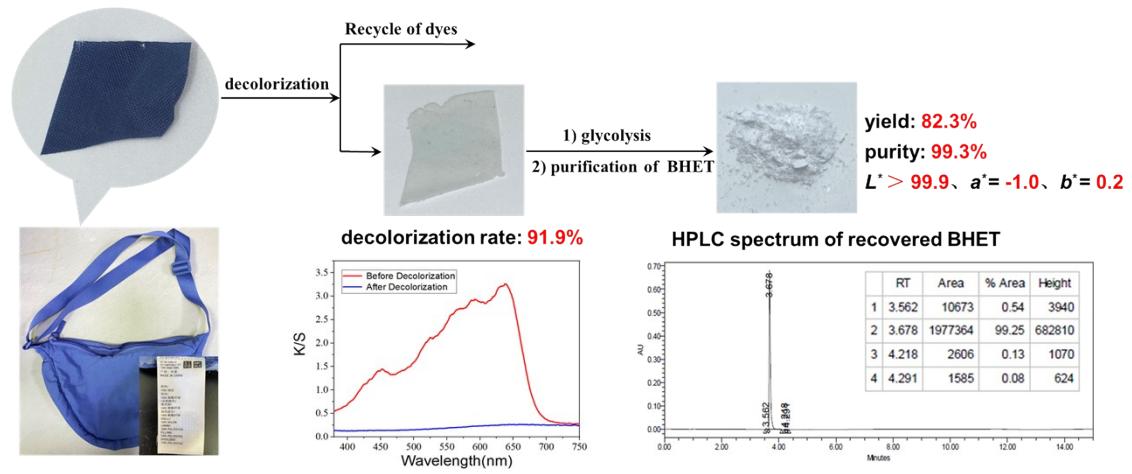 Recycle of dyes
decolorization
1) glycolysis
2) purification of BHET
yield: 82.3%
purity: 99.3%
L* > 99.9、a*= -1.0、b*= 0.2
decolorization rate: 91.9%
HPLC spectrum of recovered BHET
Before Decolorization
After Decolorization
K/S
3.5
3.0
2.5
2.0
1.5
1.0
0.5
0.0
400 450 500 550 600 650 700 750
Wavelength(nm)
AU
0.70
0.60
0.50
0.40
0.30
0.20
0.10
0.00
3.562
3.678
0.00 2.00 4.00 6.00 8.00 10.00 12.00 14.00
Minutes
RT Area % Area Height
1 3.562 10673 0.54 3940
2 3.678 1977364 99.25 682810
3 4.218 2606 0.13 1070
4 4.291 1585 0.08 624